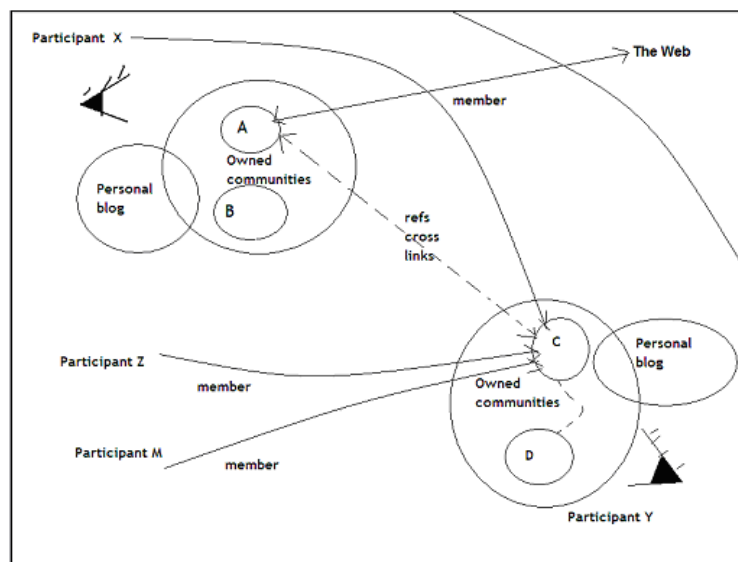 Participant X
The Web
member
A
Owned
communities
Personal
blog
B
refs
cross
links
C
Personal
blog
Participant Z
member
Owned
communities
Participant M
member
D
Participant Y